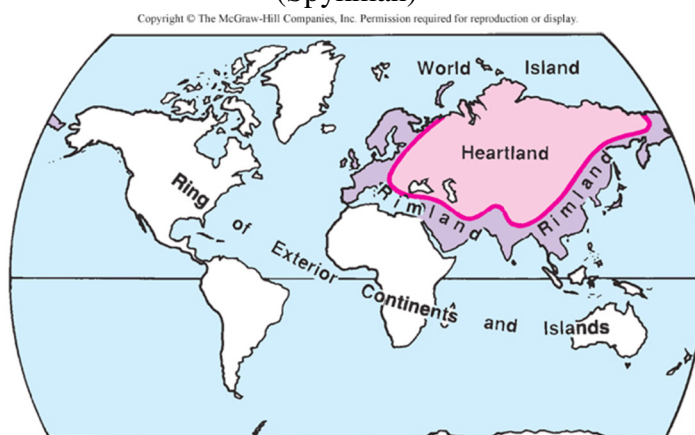 (Spykman)
Copyright © The McGraw-Hill Companies, Inc. Permission required for reproduction or display.
World Island
Heartland
Rimland
Rimland
Ring of Exterior Continents and Islands